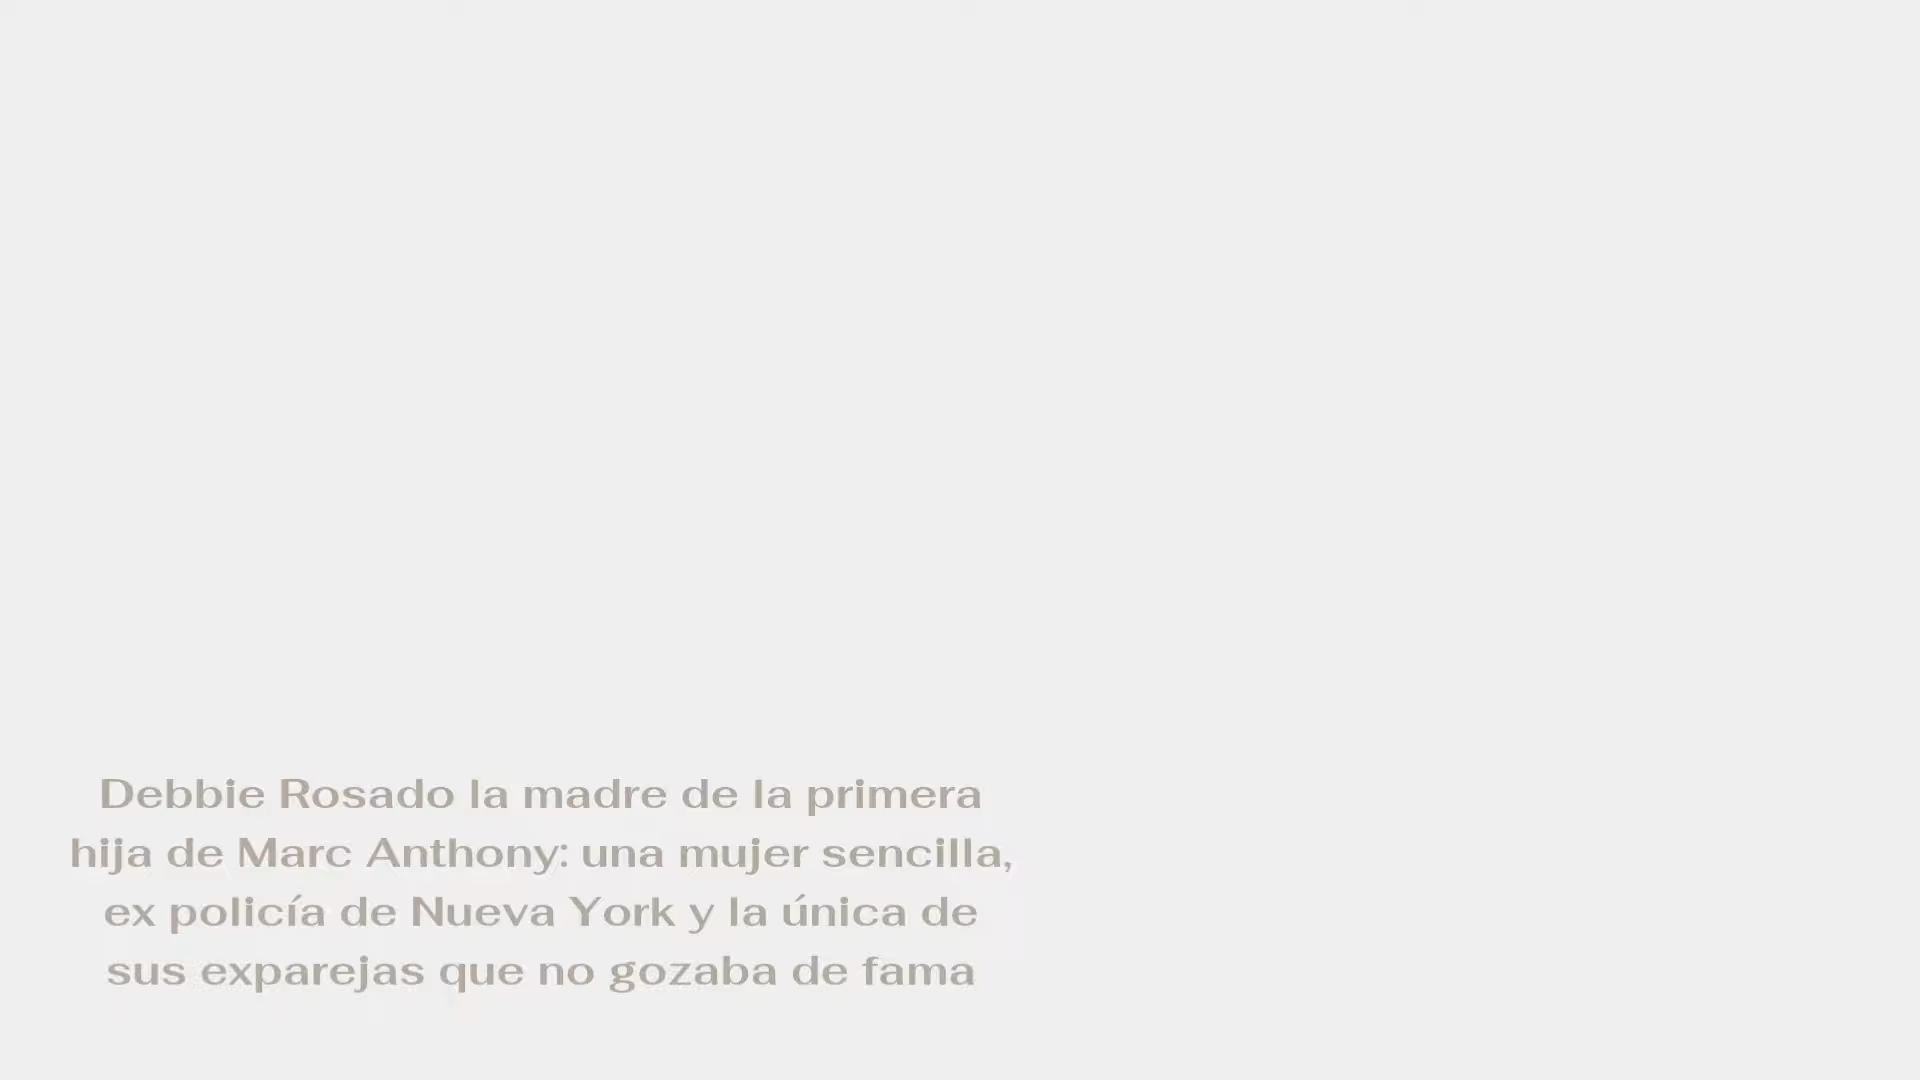 Debbie Rosado la madre de la primera
hija de Marc Anthony: una mujer sencilla,
ex policía de Nueva York y la única de
sus exparejas que no gozaba de fama